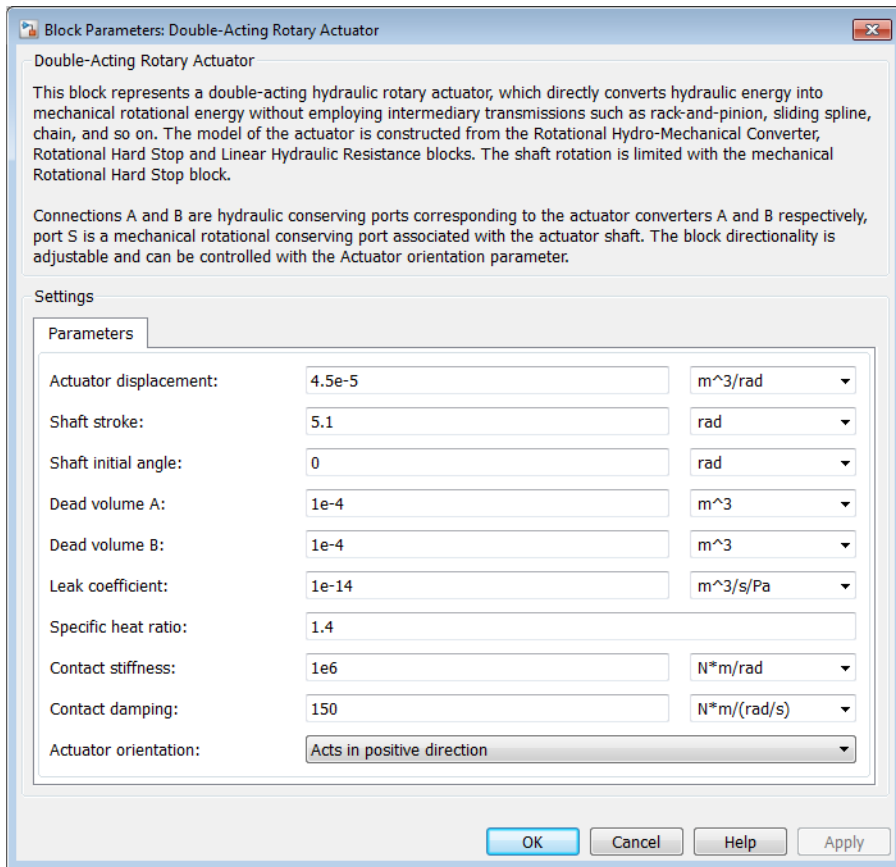 Block Parameters: Double-Acting Rotary Actuator
Double-Acting Rotary Actuator
This block represents a double-acting hydraulic rotary actuator, which directly converts hydraulic energy into
mechanical rotational energy without employing intermediary transmissions such as rack-and-pinion, sliding spline,
chain, and so on. The model of the actuator is constructed from the Rotational Hydro-Mechanical Converter,
Rotational Hard Stop and Linear Hydraulic Resistance blocks. The shaft rotation is limited with the mechanical
Rotational Hard Stop block.
Connections A and B are hydraulic conserving ports corresponding to the actuator converters A and B respectively,
port S is a mechanical rotational conserving port associated with the actuator shaft. The block directionality is
adjustable and can be controlled with the Actuator orientation parameter.
Settings
Parameters
Actuator displacement: 4.5e-5 m^3/rad
Shaft stroke: 5.1 rad
Shaft initial angle: 0 rad
Dead volume A: 1e-4 m^3
Dead volume B: 1e-4 m^3
Leak coefficient: 1e-14 m^3/s/Pa
Specific heat ratio: 1.4
Contact stiffness: 1e6 N*m/rad
Contact damping: 150 N*m/(rad/s)
Actuator orientation: Acts in positive direction
OK Cancel Help Apply